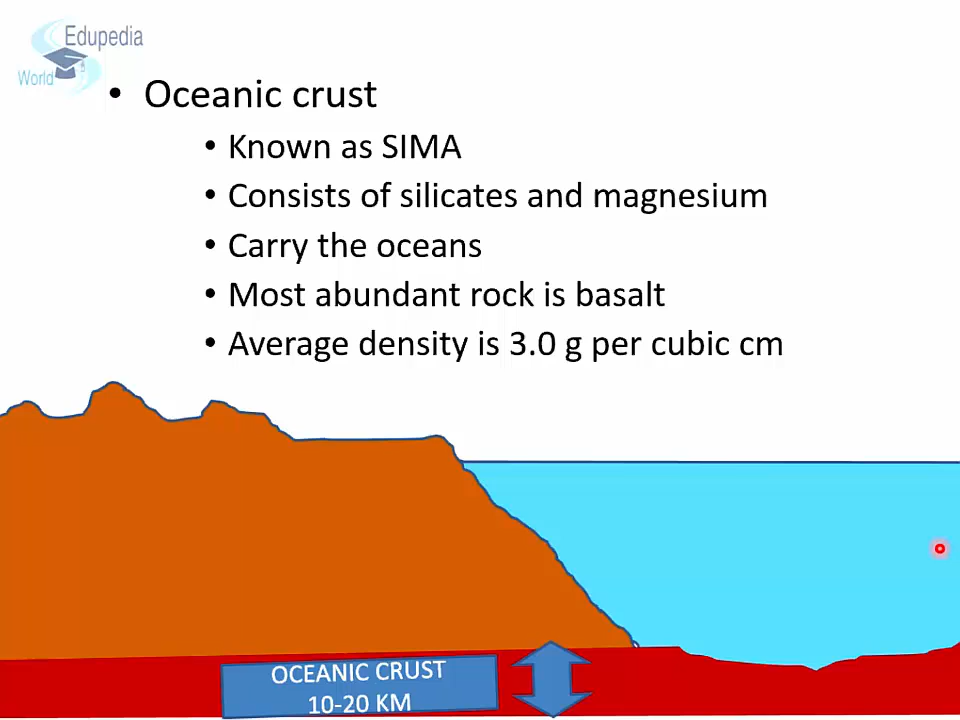 Edupedia
World
• Oceanic crust
• Known as SIMA
• Consists of silicates and magnesium
• Carry the oceans
• Most abundant rock is basalt
• Average density is 3.0 g per cubic cm
OCEANIC CRUST
10-20 KM